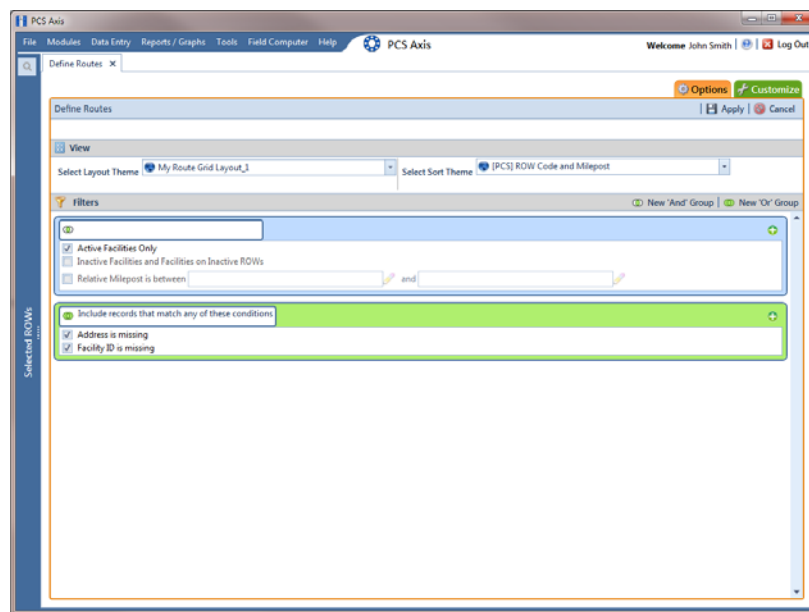 PCS Axis
File Modules Data Entry Reports / Graphs Tools Field Computer Help PCS Axis Welcome John Smith | Log Out
Define Routes
Options Customize
Define Routes | Apply | Cancel
View
Select Layout Theme My Route Grid Layout_1 Select Sort Theme [PCS] ROW Code and Milepost
Filters New 'And' Group | New 'Or' Group
Active Facilities Only
Inactive Facilities and Facilities on Inactive ROWs
Relative Milepost is between and
Include records that match any of these conditions
Address is missing
Facility ID is missing
Selected ROWs